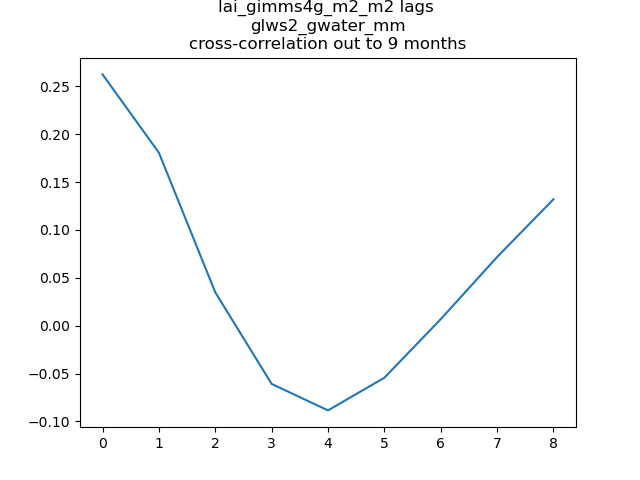 lai_gimms4g_m2_m2 lags
glws2_gwater_mm
cross-correlation out to 9 months
0.25
0.20
0.15
0.10
0.05
0.00
−0.05
−0.10
0 1 2 3 4 5 6 7 8